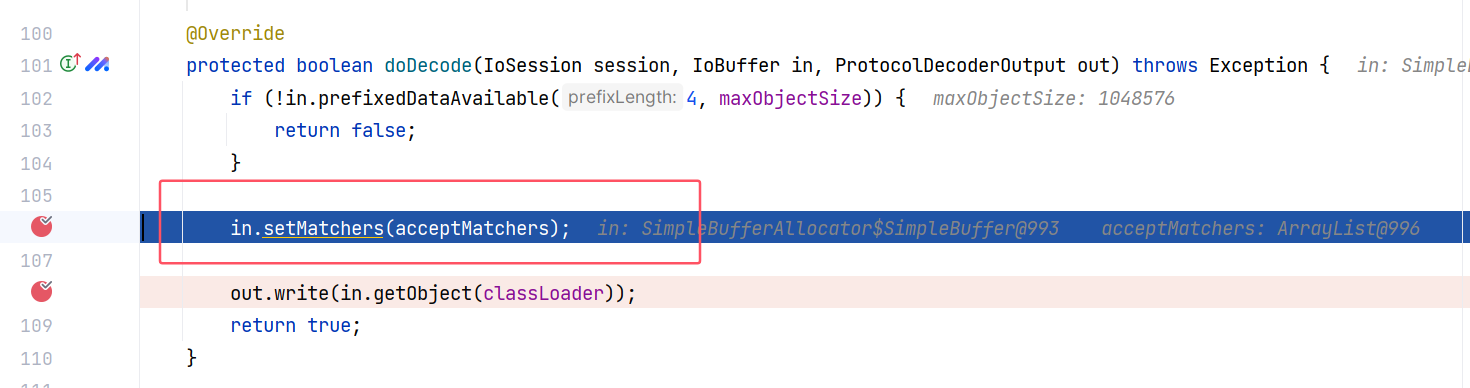 100 @Override
101 protected boolean doDecode(IoSession session, IoBuffer in, ProtocolDecoderOutput out) throws Exception { in: Simple
102 if (!in.prefixedDataAvailable( prefixLength: 4, maxObjectSize)) { maxObjectSize: 1048576
103 return false;
104 }
105
in.setMatchers(acceptMatchers); in: SimpleBufferAllocator$SimpleBuffer@993 acceptMatchers: ArrayList@996
107
out.write(in.getObject(classLoader));
109 return true;
110 }